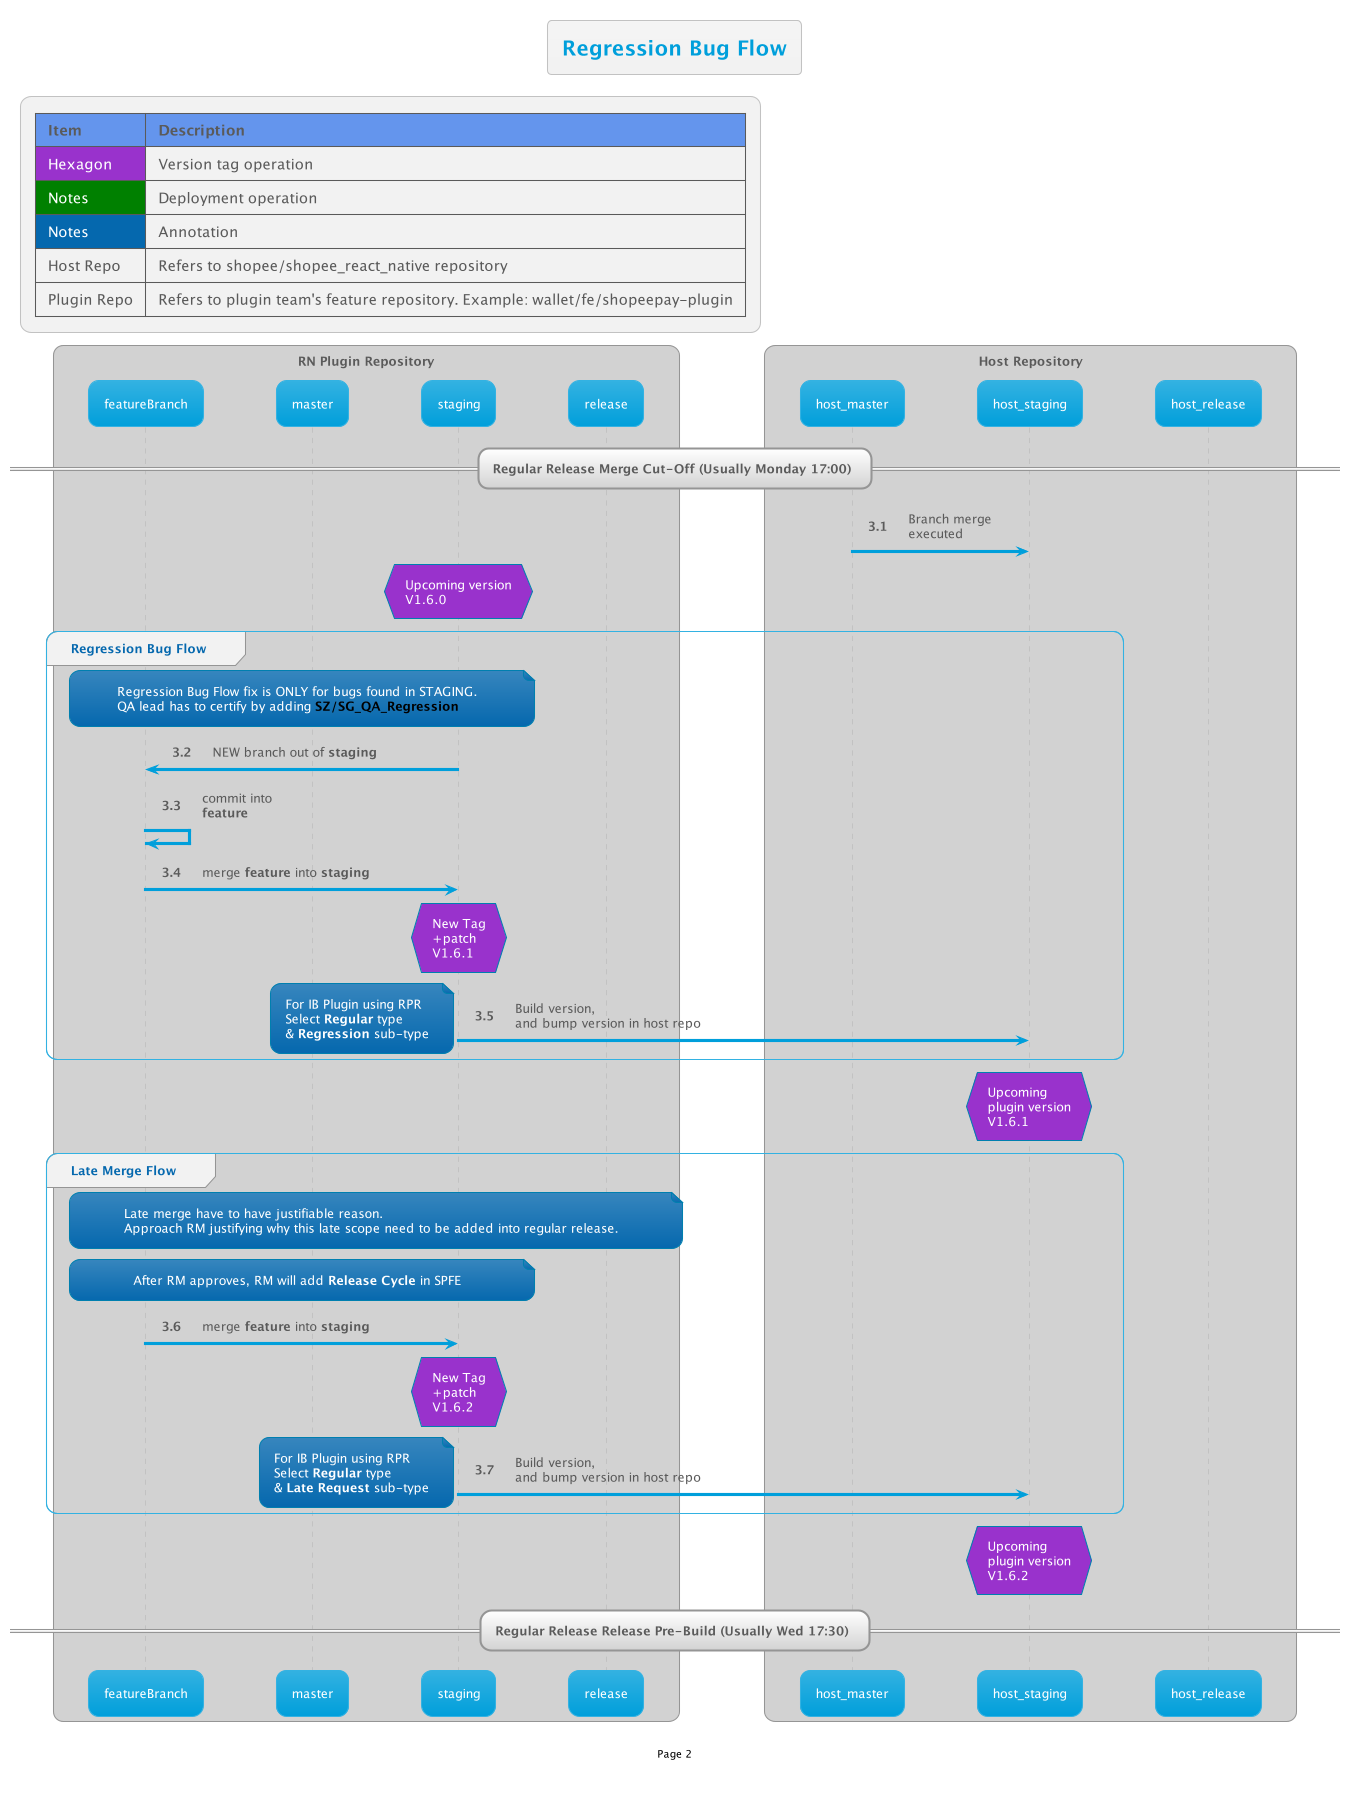 Regression Bug Flow
Item Description
Hexagon Version tag operation
Notes Deployment operation
Notes Annotation
Host Repo Refers to shopee/shopee_react_native repository
Plugin Repo Refers to plugin team's feature repository. Example: wallet/fe/shopeepay-plugin
RN Plugin Repository Host Repository
featureBranch master staging release host_master host_staging host_release
Regular Release Merge Cut-Off (Usually Monday 17:00)
3.1 Branch merge
executed
Upcoming version
V1.6.0
Regression Bug Flow
Regression Bug Flow fix is ONLY for bugs found in STAGING.
QA lead has to certify by adding SZ/SG_QA_Regression
3.2 NEW branch out of staging
3.3 commit into
feature
3.4 merge feature into staging
New Tag
+patch
V1.6.1
For IB Plugin using RPR
Select Regular type
& Regression sub-type
3.5 Build version,
and bump version in host repo
Upcoming
plugin version
V1.6.1
Late Merge Flow
Late merge have to have justifiable reason.
Approach RM justifying why this late scope need to be added into regular release.
After RM approves, RM will add Release Cycle in SPFE
3.6 merge feature into staging
New Tag
+patch
V1.6.2
For IB Plugin using RPR
Select Regular type
& Late Request sub-type
3.7 Build version,
and bump version in host repo
Upcoming
plugin version
V1.6.2
Regular Release Release Pre-Build (Usually Wed 17:30)
featureBranch master staging release host_master host_staging host_release
Page 2